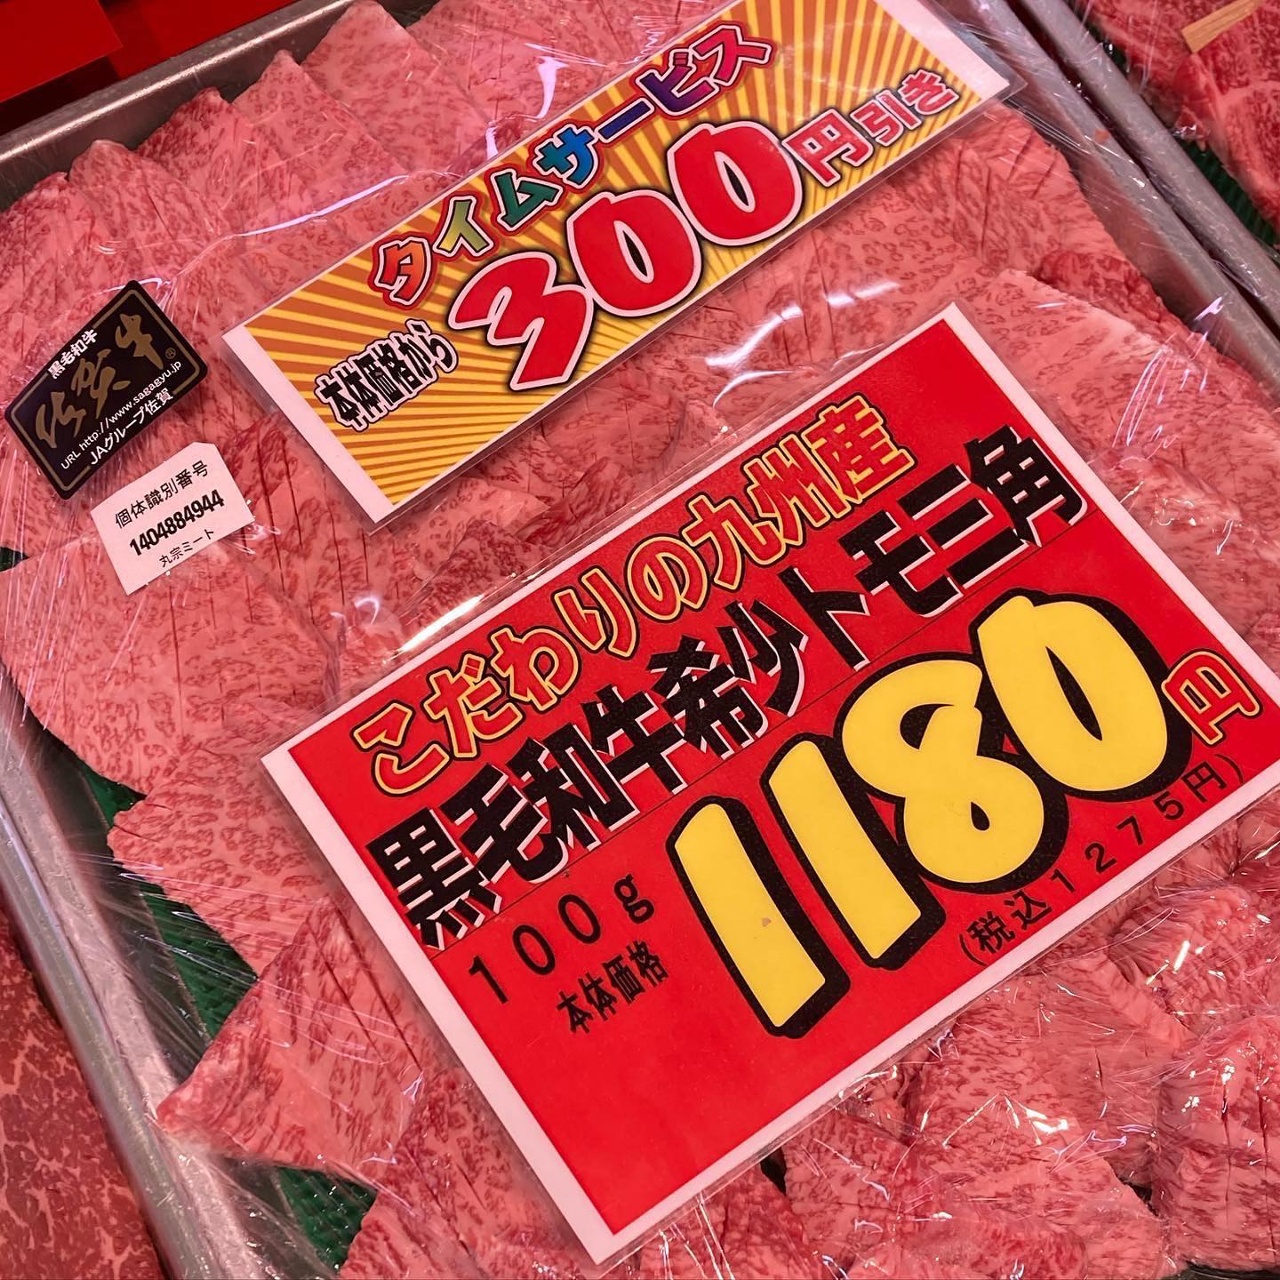 タイムサービス
本体価格から 300円引き
黒毛和牛
佐賀牛®
URL http://www.sagagyu.jp
JAグループ佐賀
個体識別番号
1404884944
丸宗ミート
こだわりの九州産
黒毛和牛希少トモ三角
100g
本体価格
1180円
(税込1275円)